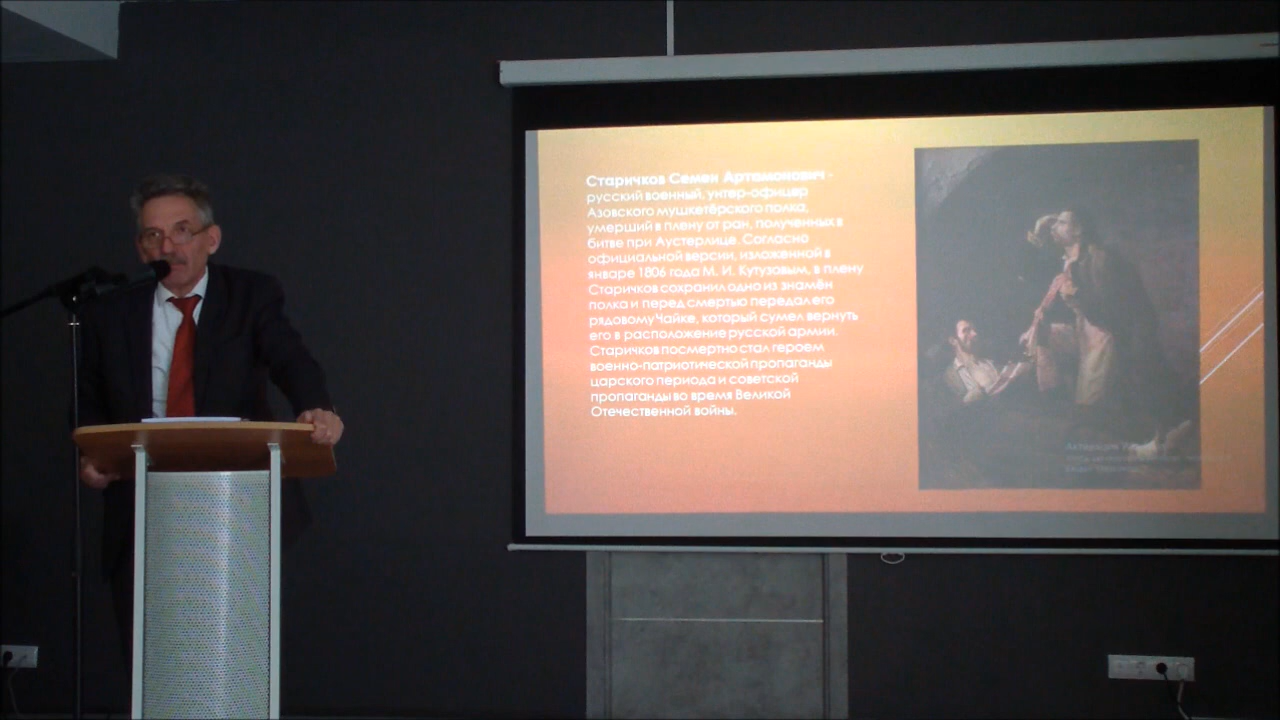 Старичков Семен Артамонович -
русский военный, унтер-офицер
Азовского мушкетёрского полка,
умерший в плену от ран, полученных в
битве при Аустерлице. Согласно
официальной версии, изложенной в
январе 1806 года М. И. Кутузовым, в плену
Старичков сохранил одно из знамён
полка и перед смертью передал его
рядовому Чайке, который сумел вернуть
его в расположение русской армии.
Старичков посмертно стал героем
военно-патриотической пропаганды
царского периода и советской
пропаганды во время Великой
Отечественной войны.